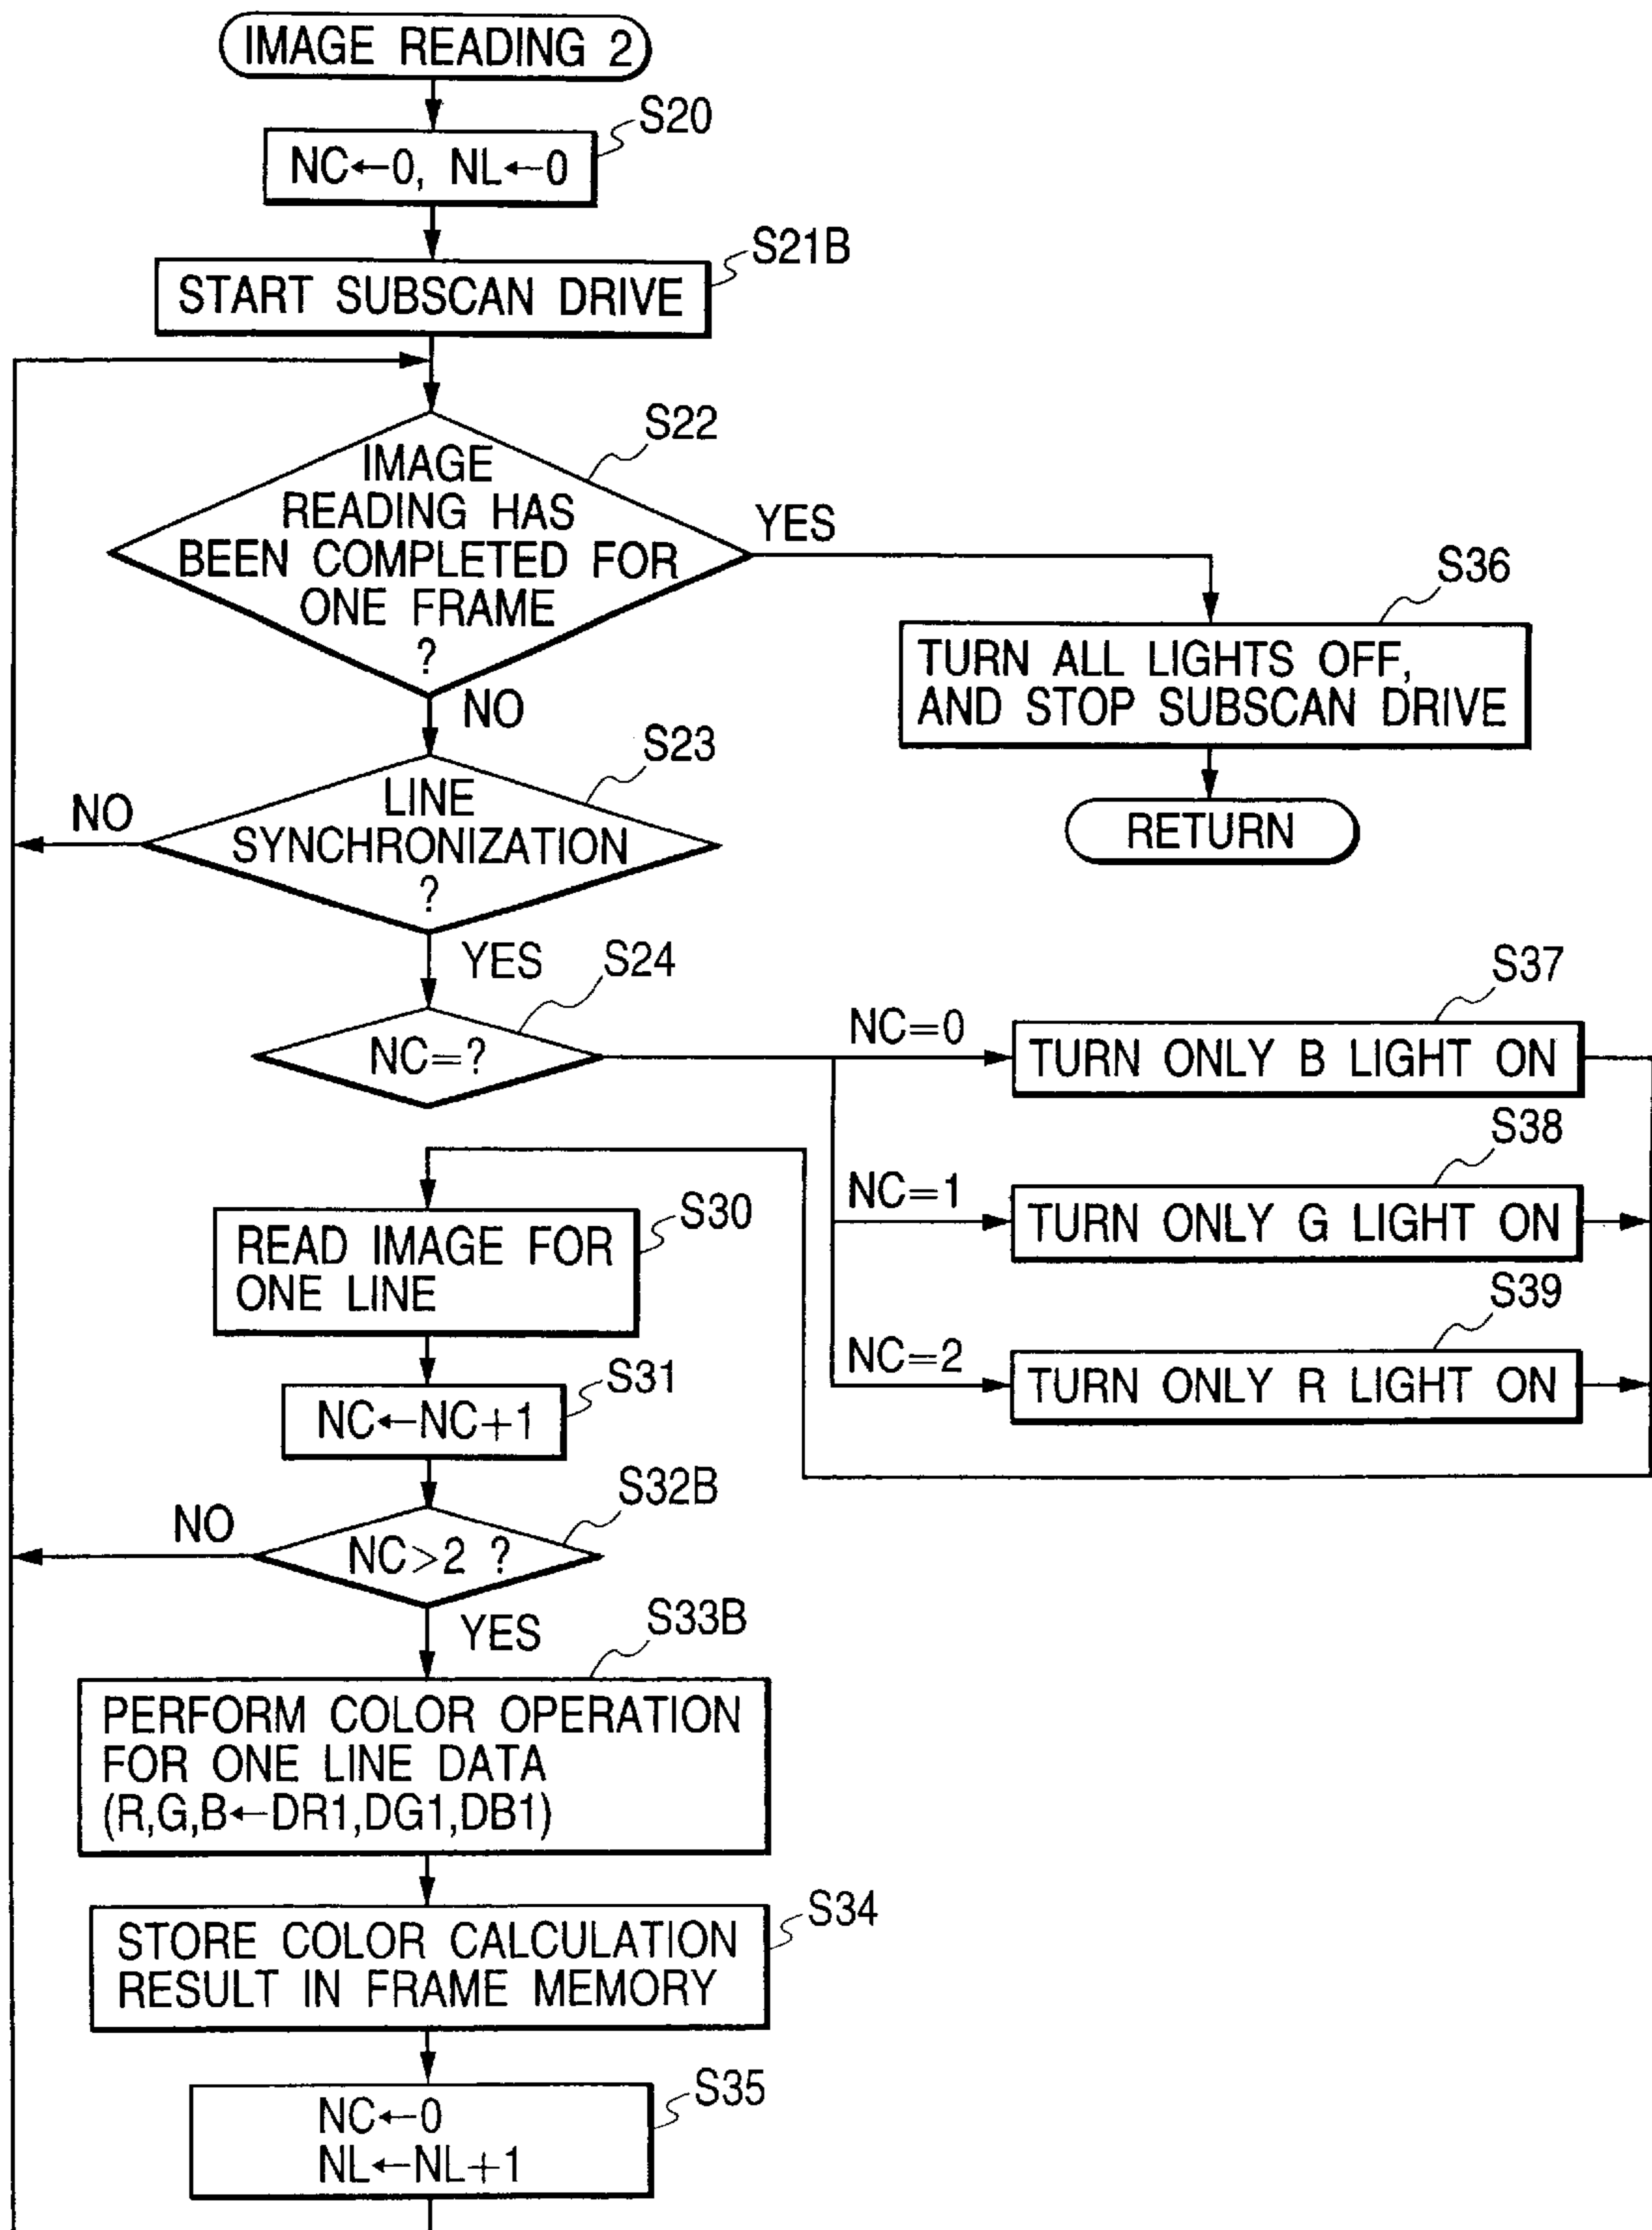 IMAGE READING 2
S20
NC←0, NL←0
S21B
START SUBSCAN DRIVE
S22
IMAGE
READING HAS
BEEN COMPLETED FOR
ONE FRAME
?
YES
NO
S36
TURN ALL LIGHTS OFF,
AND STOP SUBSCAN DRIVE
RETURN
S23
LINE
SYNCHRONIZATION
?
NO
YES
S24
NC=?
NC=0
S37
TURN ONLY B LIGHT ON
NC=1
S38
TURN ONLY G LIGHT ON
NC=2
S39
TURN ONLY R LIGHT ON
S30
READ IMAGE FOR
ONE LINE
S31
NC←NC+1
S32B
NC>2 ?
NO
YES
S33B
PERFORM COLOR OPERATION
FOR ONE LINE DATA
(R,G,B←DR1,DG1,DB1)
S34
STORE COLOR CALCULATION
RESULT IN FRAME MEMORY
S35
NC←0
NL←NL+1